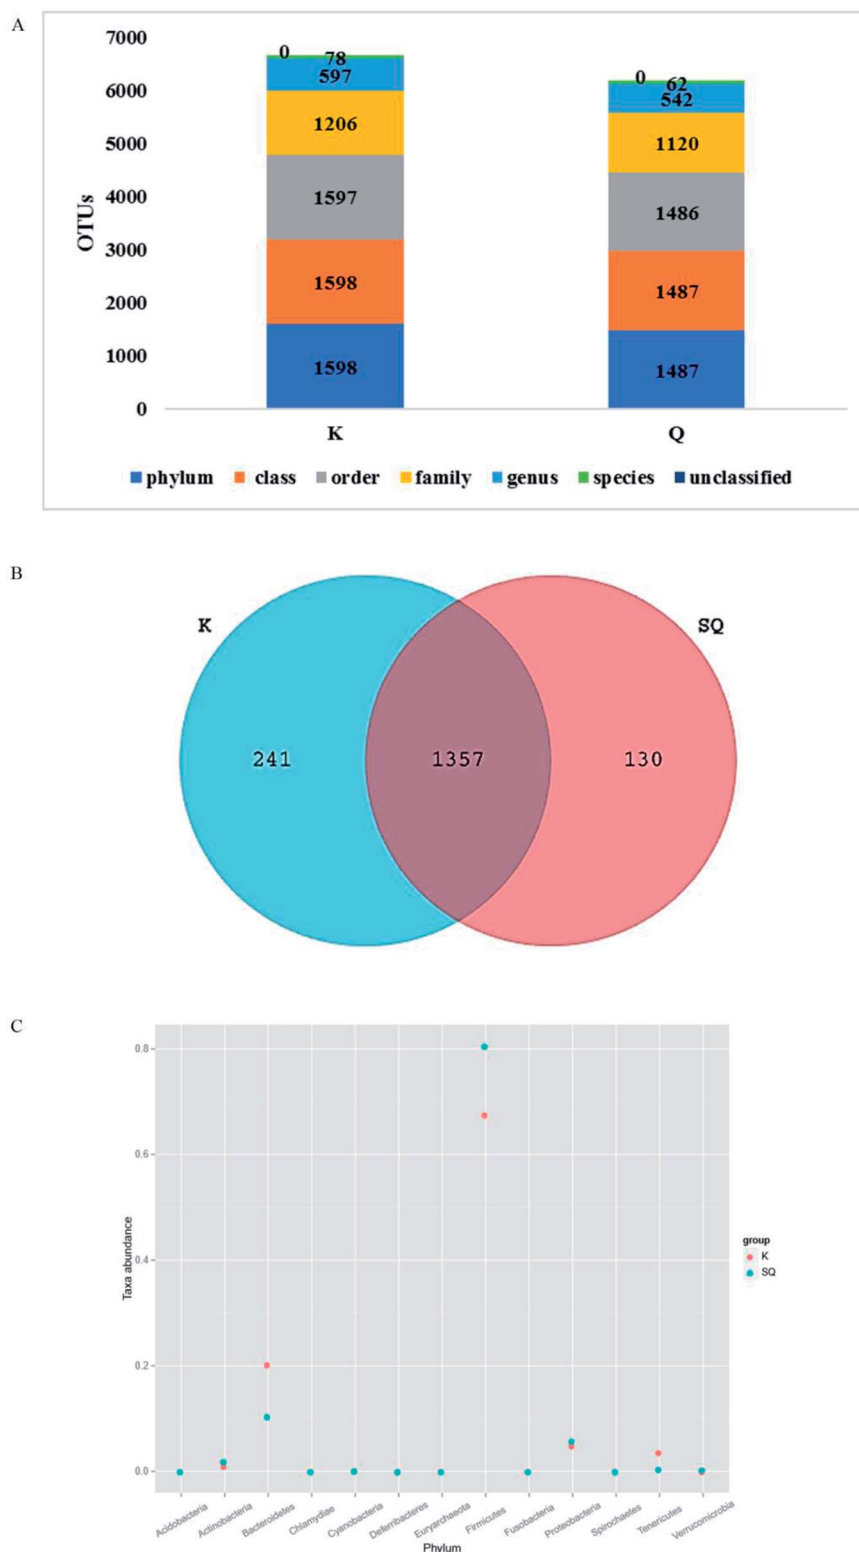 A
7000
6000
5000
4000
3000
2000
1000
0
OTUs
0
78
597
1206
1597
1598
1598
0
62
542
1120
1486
1487
1487
K Q
phylum class order family genus species unclassified
B
K SQ
241 1357 130
C
0.8
0.6
0.4
0.2
0.0
Taxa abundance
group
K
SQ
Acidobacteria
Actinobacteria
Bacteroidetes
Chlamydiae
Cyanobacteria
Deferribacteres
Euryarchaeota
Firmicutes
Fusobacteria
Proteobacteria
Spirochaetes
Tenericutes
Verrucomicrobia
Phylum